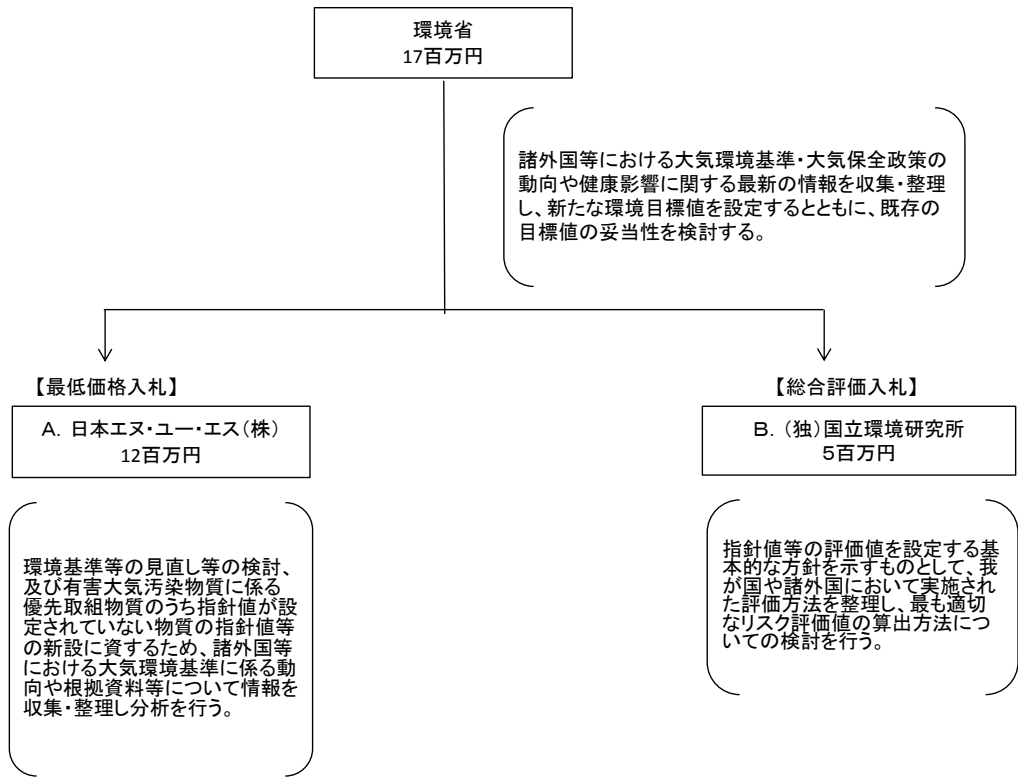 環境省
17百万円
諸外国等における大気環境基準・大気保全政策の
動向や健康影響に関する最新の情報を収集・整理
し、新たな環境目標値を設定するとともに、既存の
目標値の妥当性を検討する。
【最低価格入札】
A. 日本エヌ・ユー・エス(株)
12百万円
環境基準等の見直し等の検討、
及び有害大気汚染物質に係る
優先取組物質のうち指針値が設
定されていない物質の指針値等
の新設に資するため、諸外国等
における大気環境基準に係る動
向や根拠資料等について情報を
収集・整理し分析を行う。
【総合評価入札】
B. (独)国立環境研究所
5百万円
指針値等の評価値を設定する基
本的な方針を示すものとして、我
が国や諸外国において実施され
た評価方法を整理し、最も適切
なリスク評価値の算出方法につ
いての検討を行う。